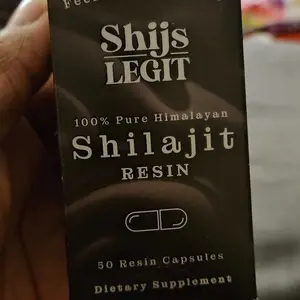 Shijs
LEGIT
100% Pure Himalayan
Shilajit
RESIN
50 Resin Capsules
Dietary Supplement